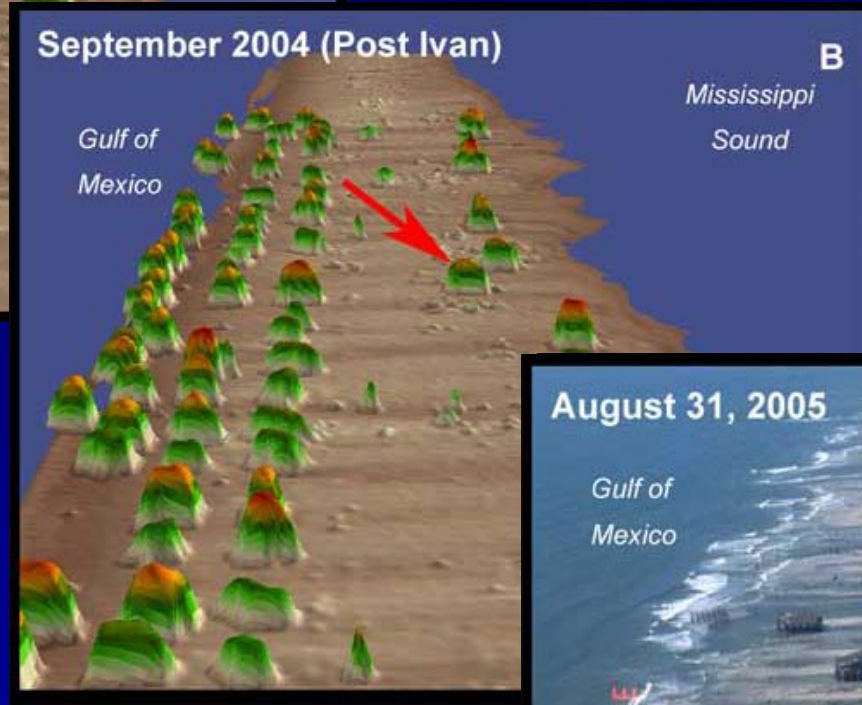 September 2004 (Post Ivan)
B
Gulf of
Mexico
Mississippi
Sound
August 31, 2005
Gulf of
Mexico